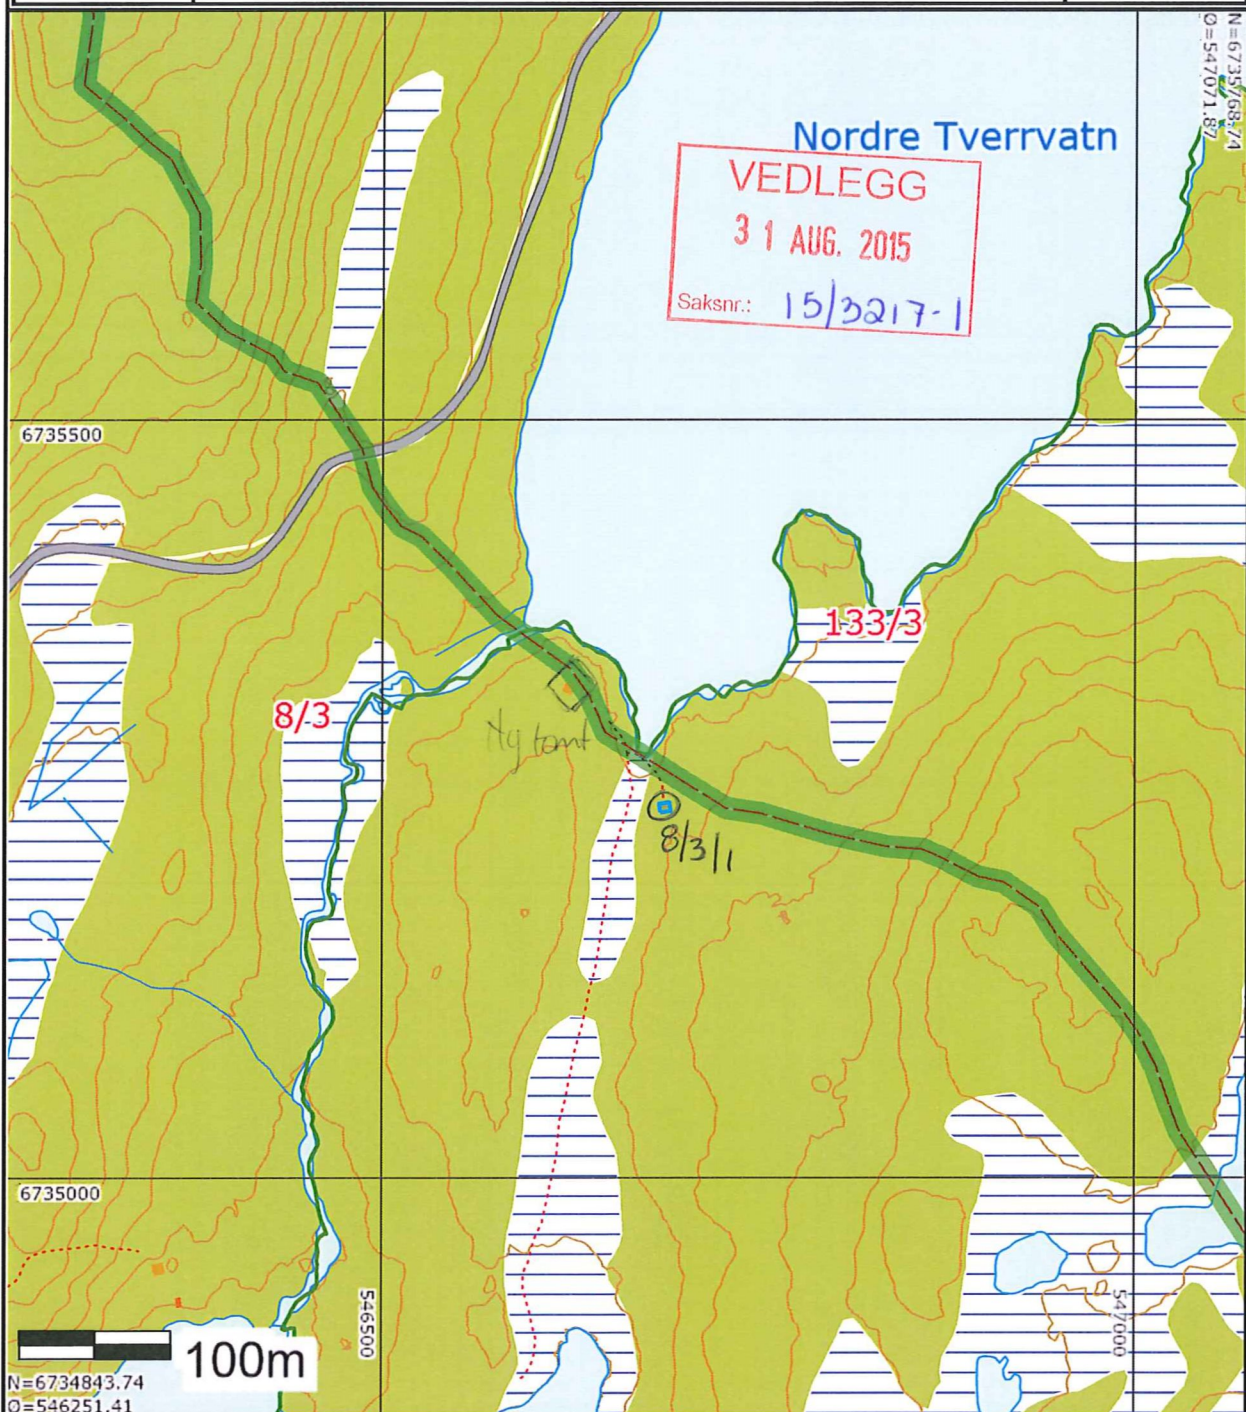 N=6735768.74
Ø=547071.87
Nordre Tverrvatn
VEDLEGG
3 1 AUG. 2015
Saksnr.: 15/3217-1
6735500
133/3
8/3
Ny tomt
8/3/1
6735000
546500
547000
100m
N=6734843.74
Ø=546251.41